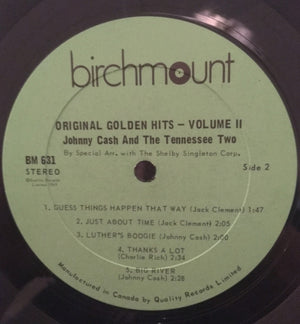 birchmount
ORIGINAL GOLDEN HITS - VOLUME II
Johnny Cash And The Tennessee Two
By Special Arr. with The Shelby Singleton Corp.
BM 631
STEREO
Side 2
1. GUESS THINGS HAPPEN THAT WAY (Jack Clement) 1:47
2. JUST ABOUT TIME (Jack Clement) 2:05
3. LUTHER'S BOOGIE (Johnny Cash) 2:00
4. THANKS A LOT
(Charlie Rich) 2:34
5. BIG RIVER
(Johnny Cash) 2:28
Manufactured in Canada by Quality Records Limited